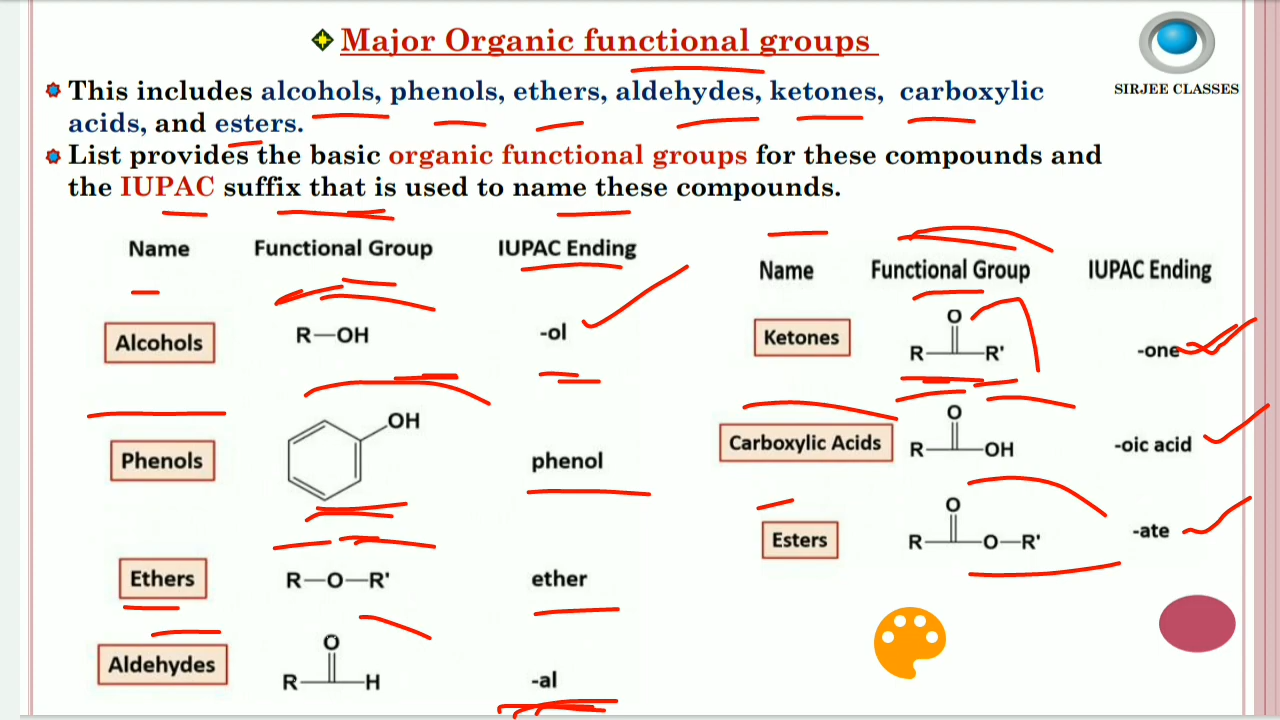 Major Organic functional groups
SIRJEE CLASSES
This includes alcohols, phenols, ethers, aldehydes, ketones, carboxylic
acids, and esters.
List provides the basic organic functional groups for these compounds and
the IUPAC suffix that is used to name these compounds.
Name Functional Group IUPAC Ending
Alcohols R—OH -ol
Phenols OH phenol
Ethers R—O—R' ether
Aldehydes O R H -al
Name Functional Group IUPAC Ending
Ketones O R R' -one
Carboxylic Acids O R OH -oic acid
Esters O R O—R' -ate